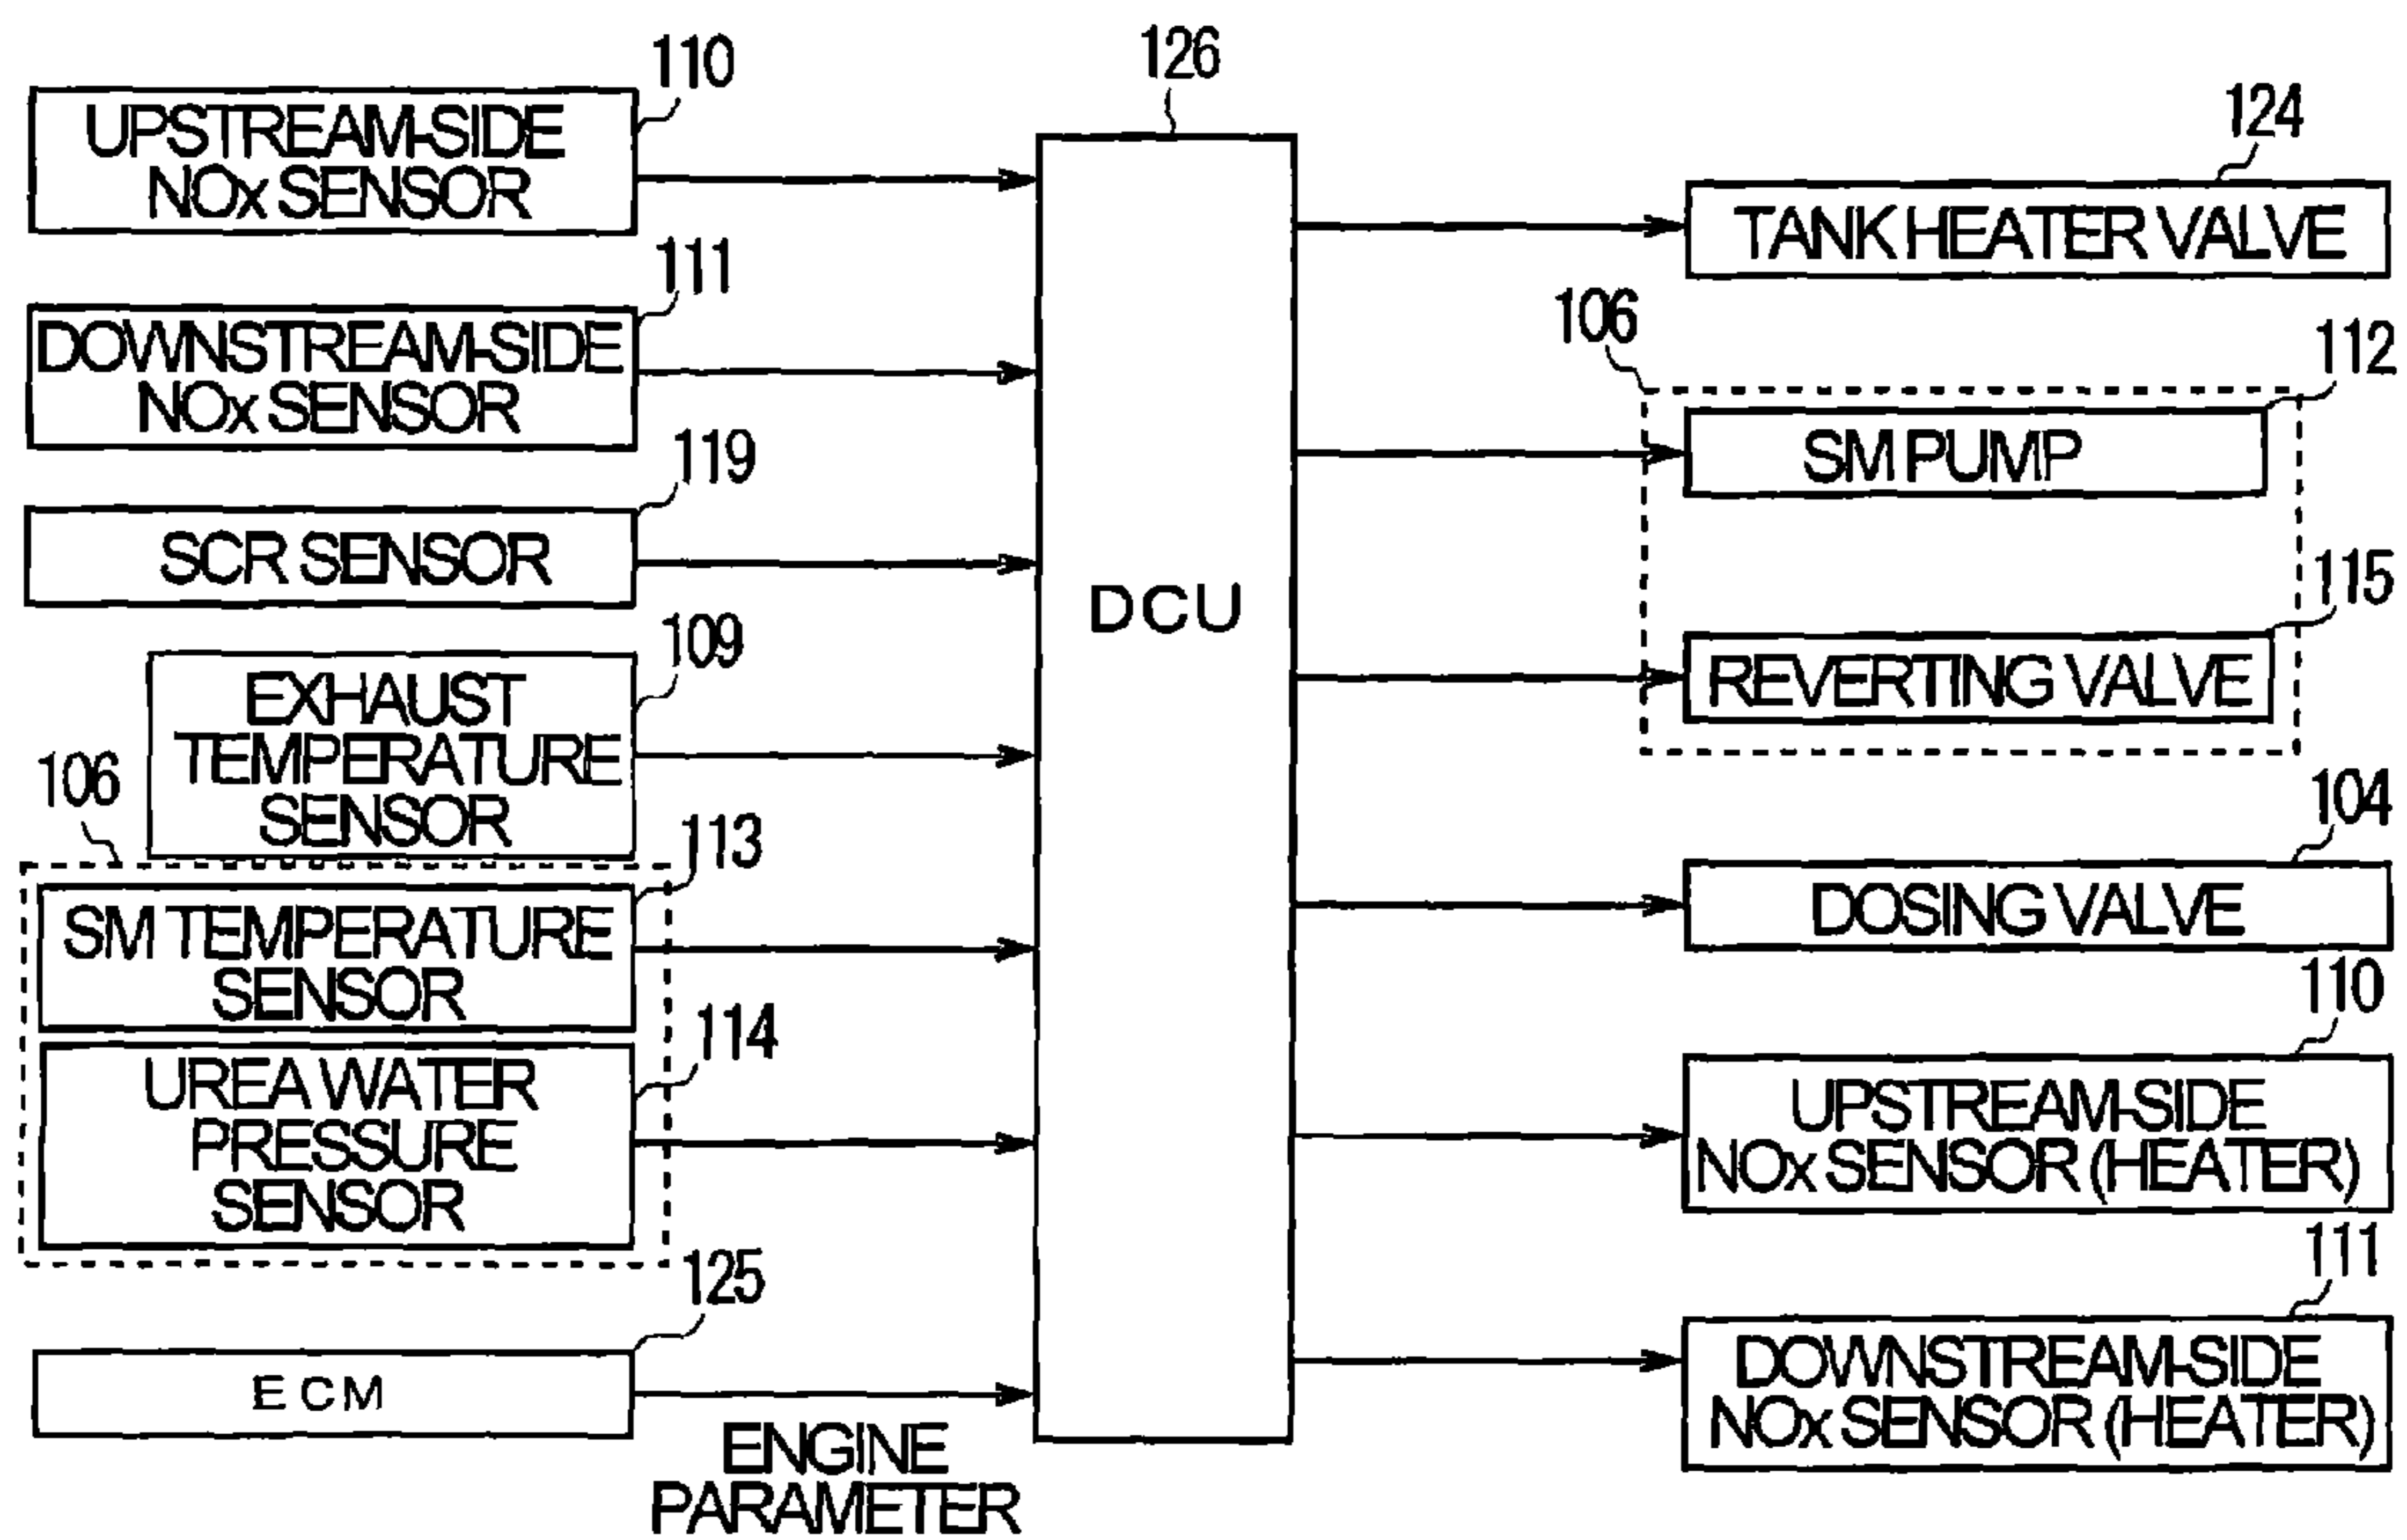 110
UPSTREAM-SIDE
NOx SENSOR
111
DOWNSTREAM-SIDE
NOx SENSOR
119
SCR SENSOR
109
EXHAUST
TEMPERATURE
SENSOR
106
113
SM TEMPERATURE
SENSOR
114
UREA WATER
PRESSURE
SENSOR
125
ECM
ENGINE
PARAMETER
126
DCU
124
TANK HEATER VALVE
106
112
SM PUMP
115
REVERTING VALVE
104
DOSING VALVE
110
UPSTREAM-SIDE
NOx SENSOR (HEATER)
111
DOWNSTREAM-SIDE
NOx SENSOR (HEATER)